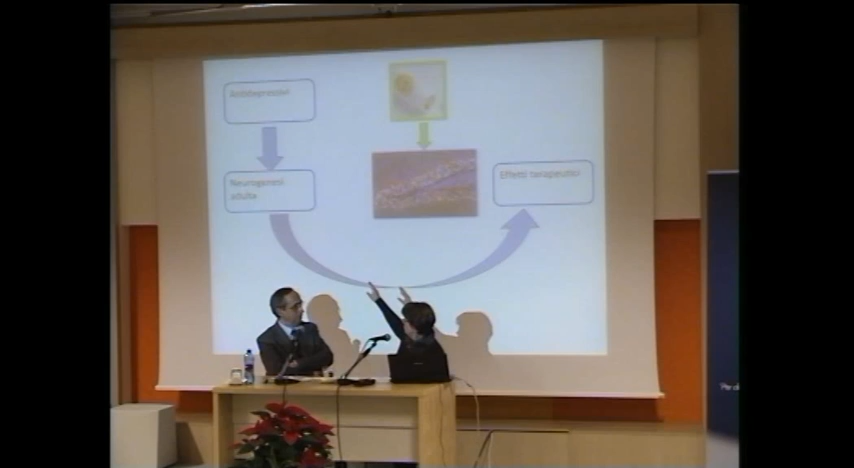 Antidepressivi
Neurogenesi
adulta
Effetti terapeutici